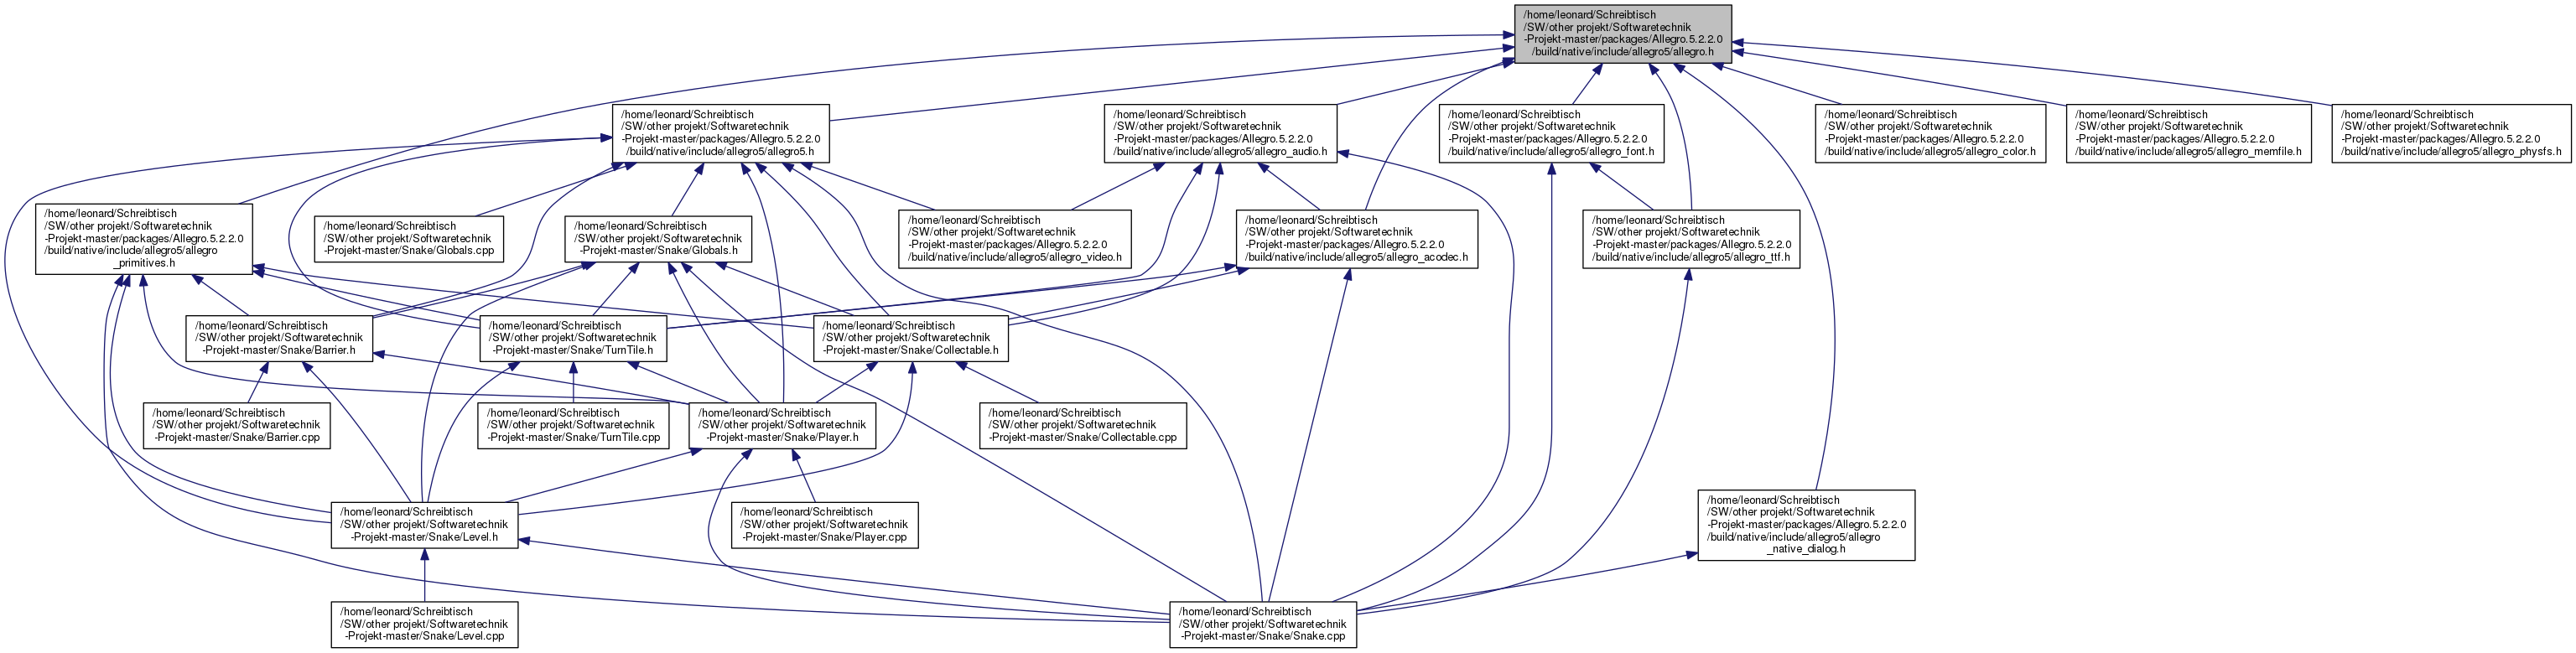 /home/leonard/Schreibtisch
/SW/other projekt/Softwaretechnik
-Projekt-master/packages/Allegro.5.2.2.0
/build/native/include/allegro5/allegro.h
/home/leonard/Schreibtisch
/SW/other projekt/Softwaretechnik
-Projekt-master/packages/Allegro.5.2.2.0
/build/native/include/allegro5/allegro5.h
/home/leonard/Schreibtisch
/SW/other projekt/Softwaretechnik
-Projekt-master/packages/Allegro.5.2.2.0
/build/native/include/allegro5/allegro_audio.h
/home/leonard/Schreibtisch
/SW/other projekt/Softwaretechnik
-Projekt-master/packages/Allegro.5.2.2.0
/build/native/include/allegro5/allegro_font.h
/home/leonard/Schreibtisch
/SW/other projekt/Softwaretechnik
-Projekt-master/packages/Allegro.5.2.2.0
/build/native/include/allegro5/allegro_color.h
/home/leonard/Schreibtisch
/SW/other projekt/Softwaretechnik
-Projekt-master/packages/Allegro.5.2.2.0
/build/native/include/allegro5/allegro_memfile.h
/home/leonard/Schreibtisch
/SW/other projekt/Softwaretechnik
-Projekt-master/packages/Allegro.5.2.2.0
/build/native/include/allegro5/allegro_physfs.h
/home/leonard/Schreibtisch
/SW/other projekt/Softwaretechnik
-Projekt-master/packages/Allegro.5.2.2.0
/build/native/include/allegro5/allegro
_primitives.h
/home/leonard/Schreibtisch
/SW/other projekt/Softwaretechnik
-Projekt-master/Snake/Globals.cpp
/home/leonard/Schreibtisch
/SW/other projekt/Softwaretechnik
-Projekt-master/Snake/Globals.h
/home/leonard/Schreibtisch
/SW/other projekt/Softwaretechnik
-Projekt-master/packages/Allegro.5.2.2.0
/build/native/include/allegro5/allegro_video.h
/home/leonard/Schreibtisch
/SW/other projekt/Softwaretechnik
-Projekt-master/packages/Allegro.5.2.2.0
/build/native/include/allegro5/allegro_acodec.h
/home/leonard/Schreibtisch
/SW/other projekt/Softwaretechnik
-Projekt-master/packages/Allegro.5.2.2.0
/build/native/include/allegro5/allegro_ttf.h
/home/leonard/Schreibtisch
/SW/other projekt/Softwaretechnik
-Projekt-master/Snake/Barrier.h
/home/leonard/Schreibtisch
/SW/other projekt/Softwaretechnik
-Projekt-master/Snake/TurnTile.h
/home/leonard/Schreibtisch
/SW/other projekt/Softwaretechnik
-Projekt-master/Snake/Collectable.h
/home/leonard/Schreibtisch
/SW/other projekt/Softwaretechnik
-Projekt-master/Snake/Barrier.cpp
/home/leonard/Schreibtisch
/SW/other projekt/Softwaretechnik
-Projekt-master/Snake/TurnTile.cpp
/home/leonard/Schreibtisch
/SW/other projekt/Softwaretechnik
-Projekt-master/Snake/Player.h
/home/leonard/Schreibtisch
/SW/other projekt/Softwaretechnik
-Projekt-master/Snake/Collectable.cpp
/home/leonard/Schreibtisch
/SW/other projekt/Softwaretechnik
-Projekt-master/Snake/Level.h
/home/leonard/Schreibtisch
/SW/other projekt/Softwaretechnik
-Projekt-master/Snake/Player.cpp
/home/leonard/Schreibtisch
/SW/other projekt/Softwaretechnik
-Projekt-master/packages/Allegro.5.2.2.0
/build/native/include/allegro5/allegro
_native_dialog.h
/home/leonard/Schreibtisch
/SW/other projekt/Softwaretechnik
-Projekt-master/Snake/Level.cpp
/home/leonard/Schreibtisch
/SW/other projekt/Softwaretechnik
-Projekt-master/Snake/Snake.cpp